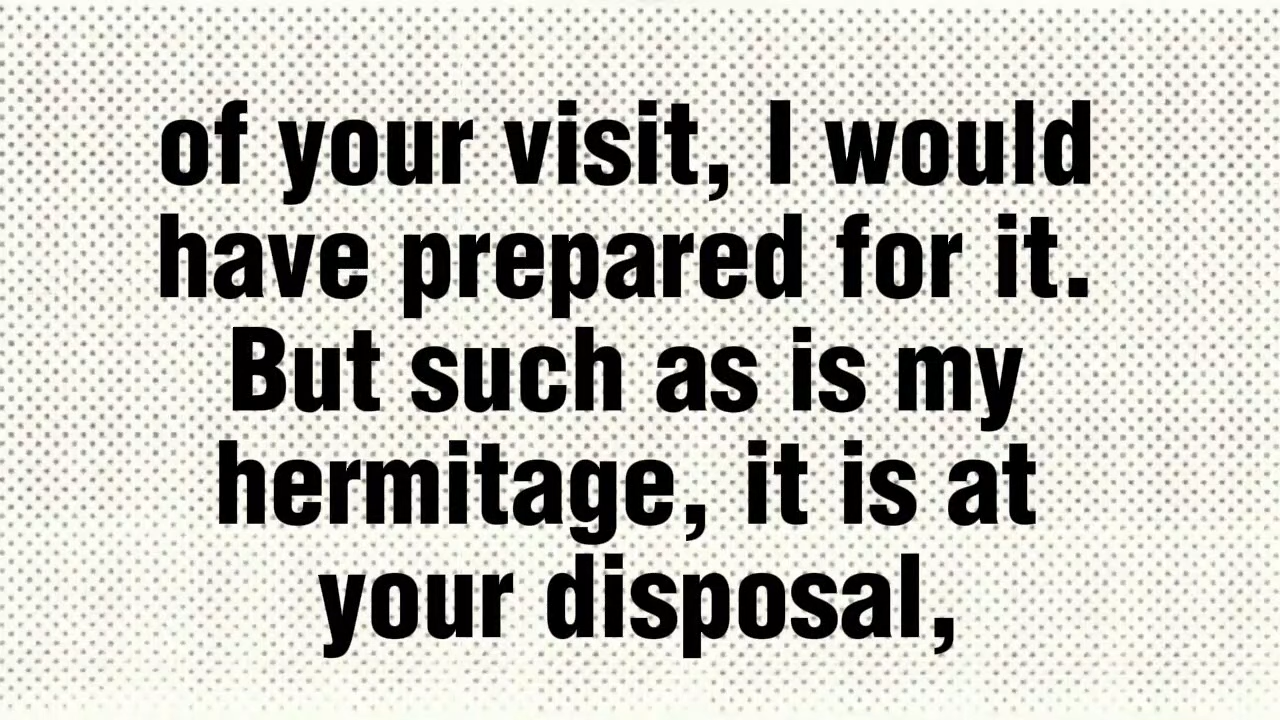 of your visit, I would
have prepared for it.
But such as is my
hermitage, it is at
your disposal,